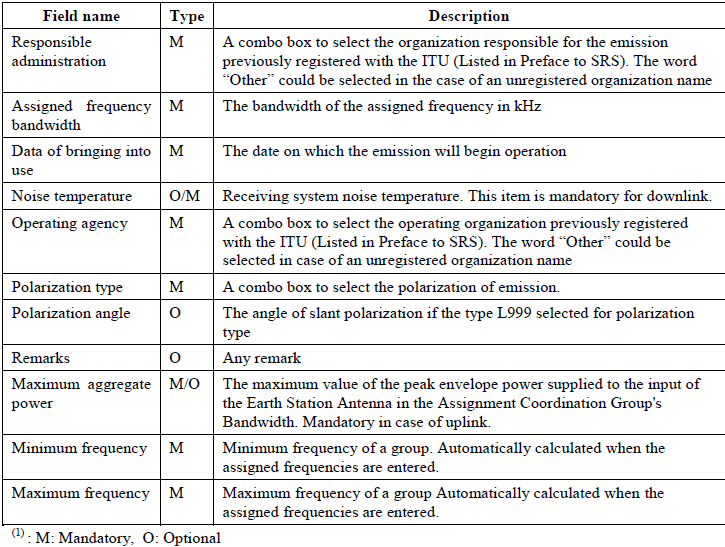 Field name Type Description
Responsible administration M A combo box to select the organization responsible for the emission
previously registered with the ITU (Listed in Preface to SRS). The word
“Other” could be selected in the case of an unregistered organization name
Assigned frequency bandwidth M The bandwidth of the assigned frequency in kHz
Data of bringing into use M The date on which the emission will begin operation
Noise temperature O/M Receiving system noise temperature. This item is mandatory for downlink.
Operating agency M A combo box to select the operating organization previously registered
with the ITU (Listed in Preface to SRS). The word “Other” could be
selected in case of an unregistered organization name
Polarization type M A combo box to select the polarization of emission.
Polarization angle O The angle of slant polarization if the type L999 selected for polarization
type
Remarks O Any remark
Maximum aggregate power M/O The maximum value of the peak envelope power supplied to the input of
the Earth Station Antenna in the Assignment Coordination Group's
Bandwidth. Mandatory in case of uplink.
Minimum frequency M Minimum frequency of a group. Automatically calculated when the
assigned frequencies are entered.
Maximum frequency M Maximum frequency of a group Automatically calculated when the
assigned frequencies are entered.
(1) : M: Mandatory, O: Optional